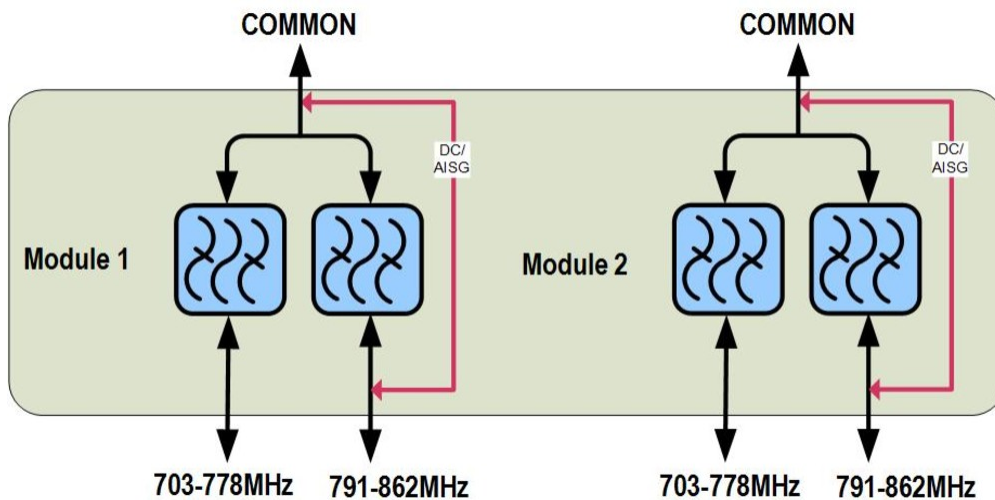 COMMON
COMMON
DC/
AISG
DC/
AISG
Module 1
Module 2
703-778MHz
791-862MHz
703-778MHz
791-862MHz